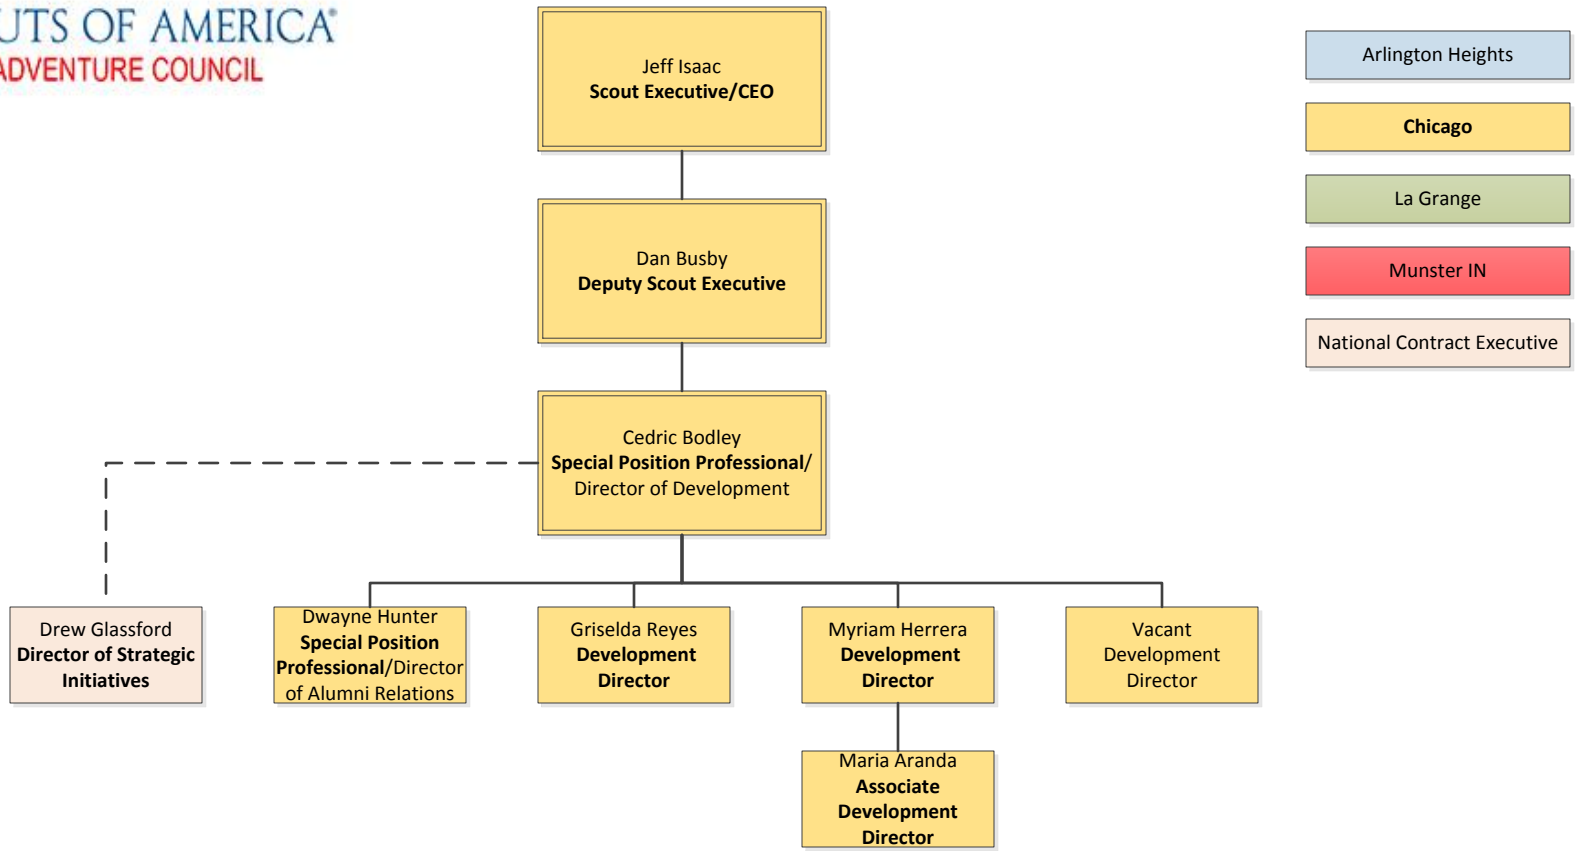 UTS OF AMERICA®
ADVENTURE COUNCIL
Jeff Isaac
Scout Executive/CEO
Dan Busby
Deputy Scout Executive
Cedric Bodley
Special Position Professional/
Director of Development
Drew Glassford
Director of Strategic
Initiatives
Dwayne Hunter
Special Position
Professional/Director
of Alumni Relations
Griselda Reyes
Development
Director
Myriam Herrera
Development
Director
Vacant
Development
Director
Maria Aranda
Associate
Development
Director
Arlington Heights
Chicago
La Grange
Munster IN
National Contract Executive